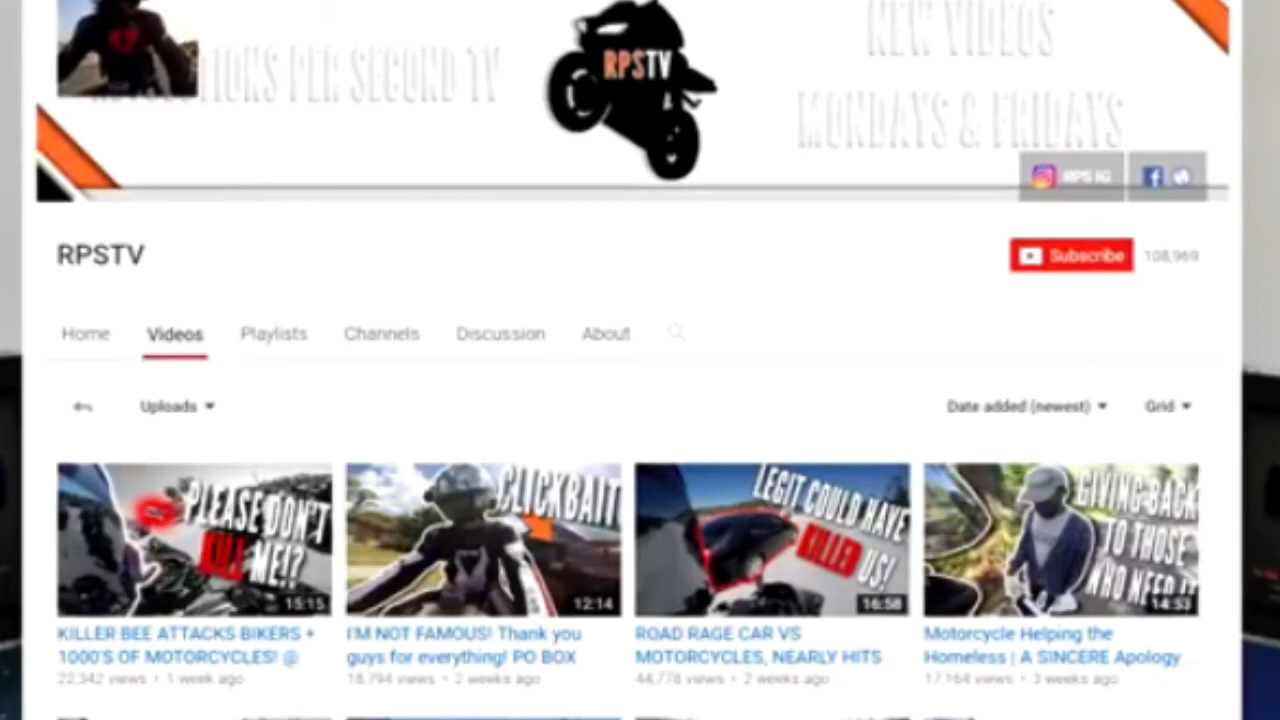 PER SECOND TV
RPSTV
NEW VIDEOS
MONDAYS & FRIDAYS
RPS IG
RPSTV
Subscribe 108,969
Home Videos Playlists Channels Discussion About
Uploads Date added (newest) Grid
PLEASE DON'T
KILL ME!?
15:15
CLICKBAIT
12:14
LEGIT COULD HAVE
KILLED US!
16:58
GIVING BACK
TO THOSE
WHO NEED IT
14:53
KILLER BEE ATTACKS BIKERS +
1000'S OF MOTORCYCLES! @
22,342 views • 1 week ago
I'M NOT FAMOUS! Thank you
guys for everything! PO BOX
18,794 views • 2 weeks ago
ROAD RAGE CAR VS
MOTORCYCLES, NEARLY HITS
44,778 views • 2 weeks ago
Motorcycle Helping the
Homeless | A SINCERE Apology
17,164 views • 3 weeks ago